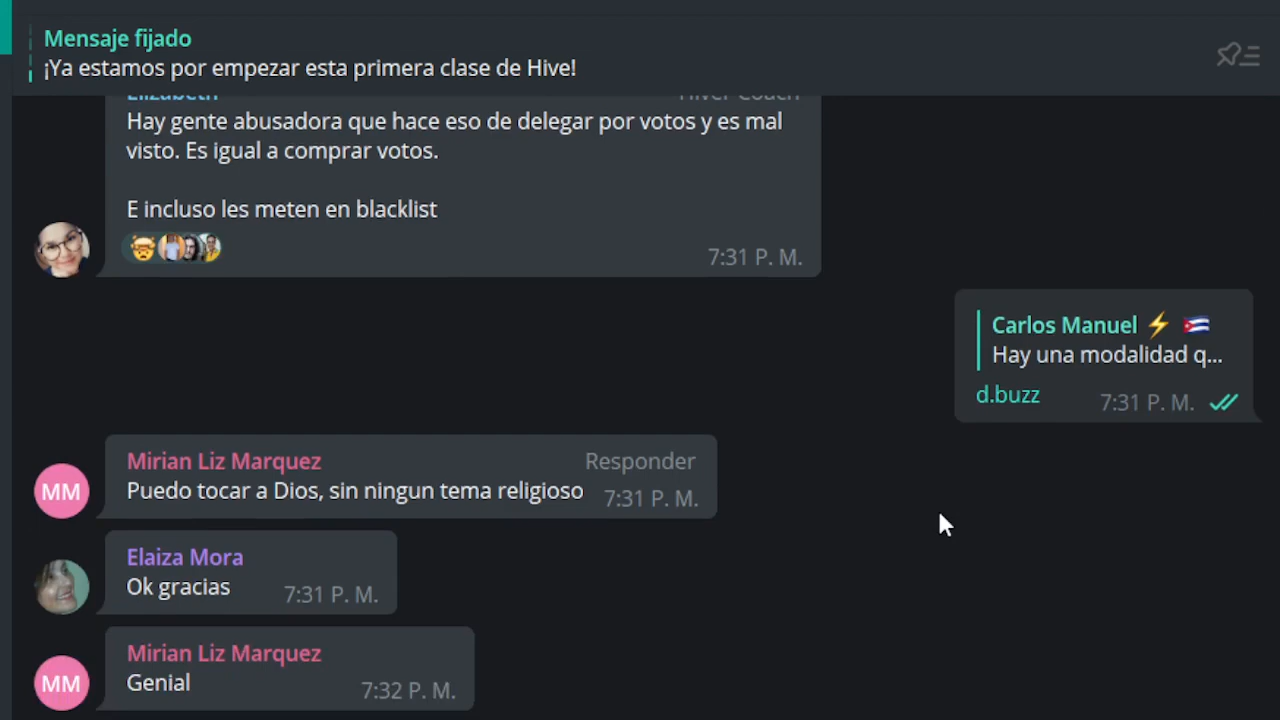 Mensaje fijado
¡Ya estamos por empezar esta primera clase de Hive!
Elizabeth Hiver Coach
Hay gente abusadora que hace eso de delegar por votos y es mal
visto. Es igual a comprar votos.
E incluso les meten en blacklist
7:31 P. M.
Carlos Manuel ⚡ 🇨🇺
Hay una modalidad q...
d.buzz 7:31 P. M.
Mirian Liz Marquez Responder
MM
Puedo tocar a Dios, sin ningun tema religioso 7:31 P. M.
Elaiza Mora
Ok gracias 7:31 P. M.
Mirian Liz Marquez
MM
Genial 7:32 P. M.